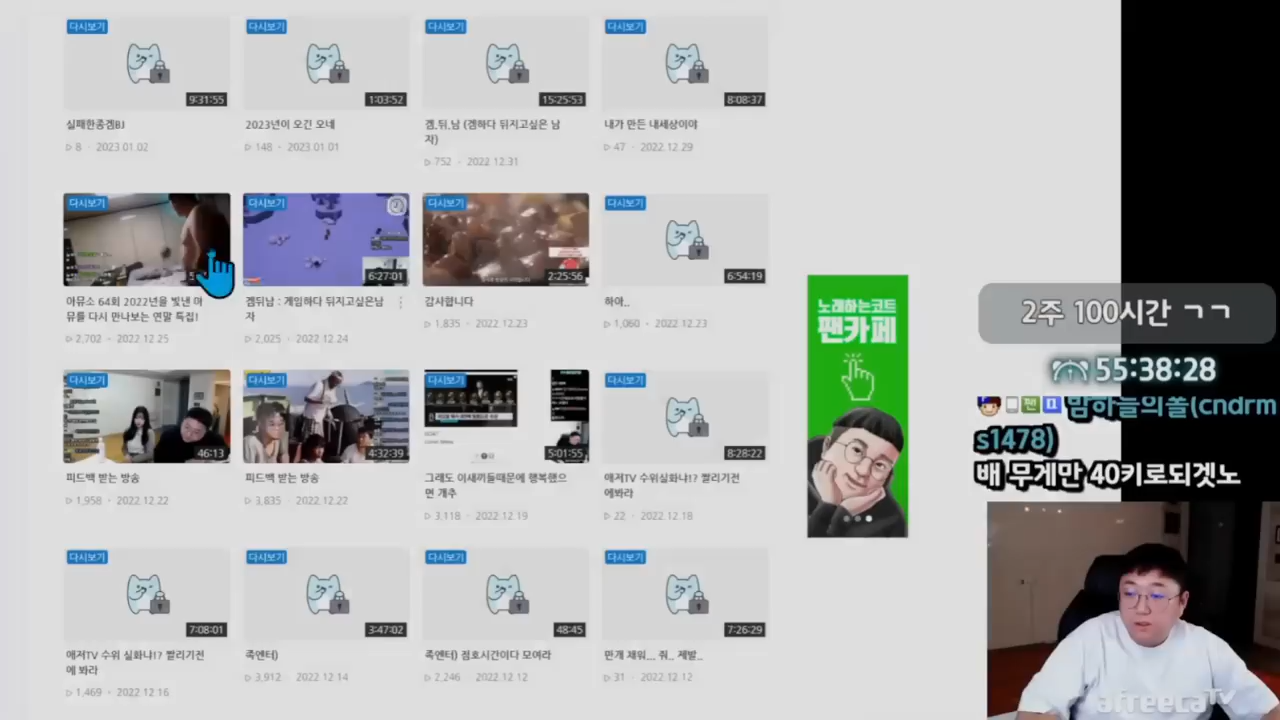 다시보기
다시보기
다시보기
다시보기
9:31:55
1:03:52
15:25:53
8:08:37
실패한종겜BJ
2023년이 오긴 오네
겜.뒤.남 (겜하다 뒤지고싶은 남
자)
내가 만든 내세상이야
8 · 2023.01.02
148 · 2023.01.01
752 · 2022.12.31
47 · 2022.12.29
다시보기
다시보기
다시보기
다시보기
6:27:01
2:25:56
6:54:19
야뮤소 64회 2022년을 빛낸 야
뮤를 다시 만나보는 연말 특집!
겜뒤남 : 게임하다 뒤지고싶은남
자
감사합니다
하아..
2,702 · 2022.12.25
2,025 · 2022.12.24
1,835 · 2022.12.23
1,060 · 2022.12.23
다시보기
다시보기
다시보기
다시보기
46:13
4:32:39
5:01:55
8:28:22
피드백 받는 방송
피드백 받는 방송
그래도 이새끼들때문에 행복했으
면 개추
애저TV 수위실화냐!? 빨리기전
에봐라
1,958 · 2022.12.22
3,835 · 2022.12.22
3,118 · 2022.12.19
22 · 2022.12.18
다시보기
다시보기
다시보기
다시보기
7:08:01
3:47:02
48:45
7:26:29
애저TV 수위 실화냐!? 빨리기전
에 봐라
족엔터)
족엔터) 점호시간이다 모여라
만개 채워.... 줘.. 제발..
1,469 · 2022.12.16
3,912 · 2022.12.14
2,246 · 2022.12.12
31 · 2022.12.12
노래하는코트
팬카페
2주 100시간 ㄱㄱ
55:38:28
팬
맘하늘의쫄(cndrm
s1478)
배 무게만 40키로되겟노
afreecaTV